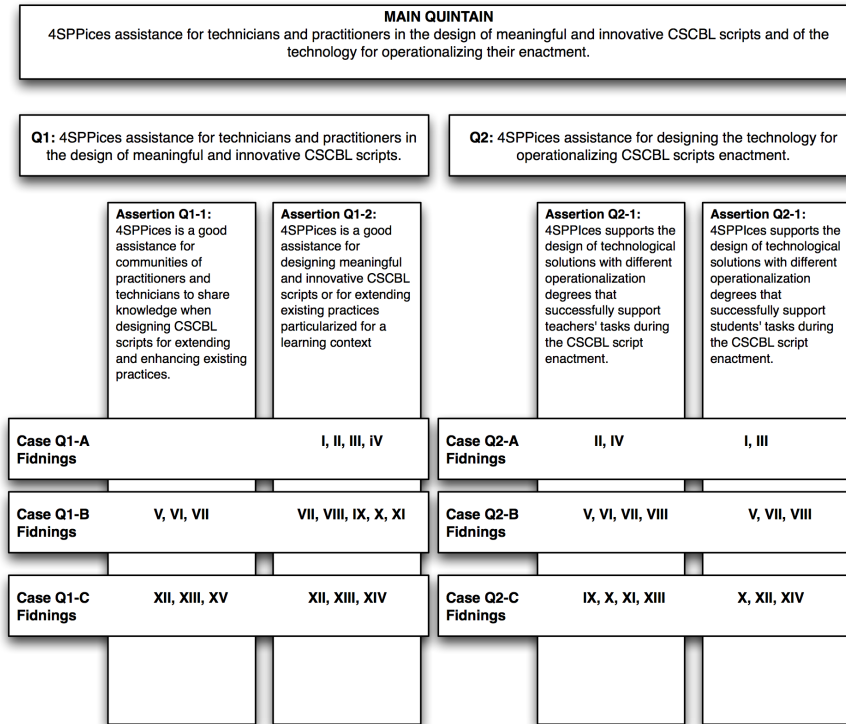 MAIN QUINTAIN
4SPPices assistance for technicians and practitioners in the design of meaningful and innovative CSCBL scripts and of the
technology for operationalizing their enactment.
Q1: 4SPPices assistance for technicians and practitioners in
the design of meaningful and innovative CSCBL scripts.
Q2: 4SPPices assistance for designing the technology for
operationalizing CSCBL scripts enactment.
Assertion Q1-1:
4SPPices is a good
assistance for
communities of
practitioners and
technicians to share
knowledge when
designing CSCBL
scripts for extending
and enhancing existing
practices.
Assertion Q1-2:
4SPPices is a good
assistance for
designing meaningful
and innovative CSCBL
scripts or for extending
existing practices
particularized for a
learning context
Assertion Q2-1:
4SPPIces supports the
design of technological
solutions with different
operationalization
degrees that
successfully support
teachers' tasks during
the CSCBL script
enactment.
Assertion Q2-1:
4SPPIces supports the
design of technological
solutions with different
operationalization
degrees that
successfully support
students' tasks during
the CSCBL script
enactment.
Case Q1-A
Fidnings
I, II, III, iV
Case Q2-A
Fidnings
II, IV
I, III
Case Q1-B
Fidnings
V, VI, VII
VII, VIII, IX, X, XI
Case Q2-B
Fidnings
V, VI, VII, VIII
V, VII, VIII
Case Q1-C
Fidnings
XII, XIII, XV
XII, XIII, XIV
Case Q2-C
Fidnings
IX, X, XI, XIII
X, XII, XIV